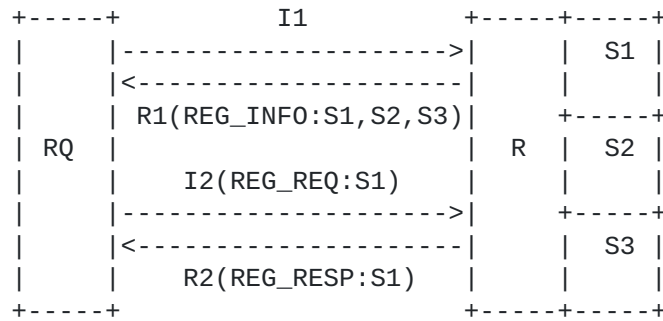 +-----+          I1          +-----+-----+
|     |--------------------->|     | S1  |
|     |<---------------------|     |     |
|     | R1(REG_INFO:S1,S2,S3)|     +-----+
| RQ  |                      |  R  | S2  |
|     |    I2(REG_REQ:S1)    |     |     |
|     |--------------------->|     +-----+
|     |<---------------------|     | S3  |
|     |    R2(REG_RESP:S1)   |     |     |
+-----+                      +-----+-----+